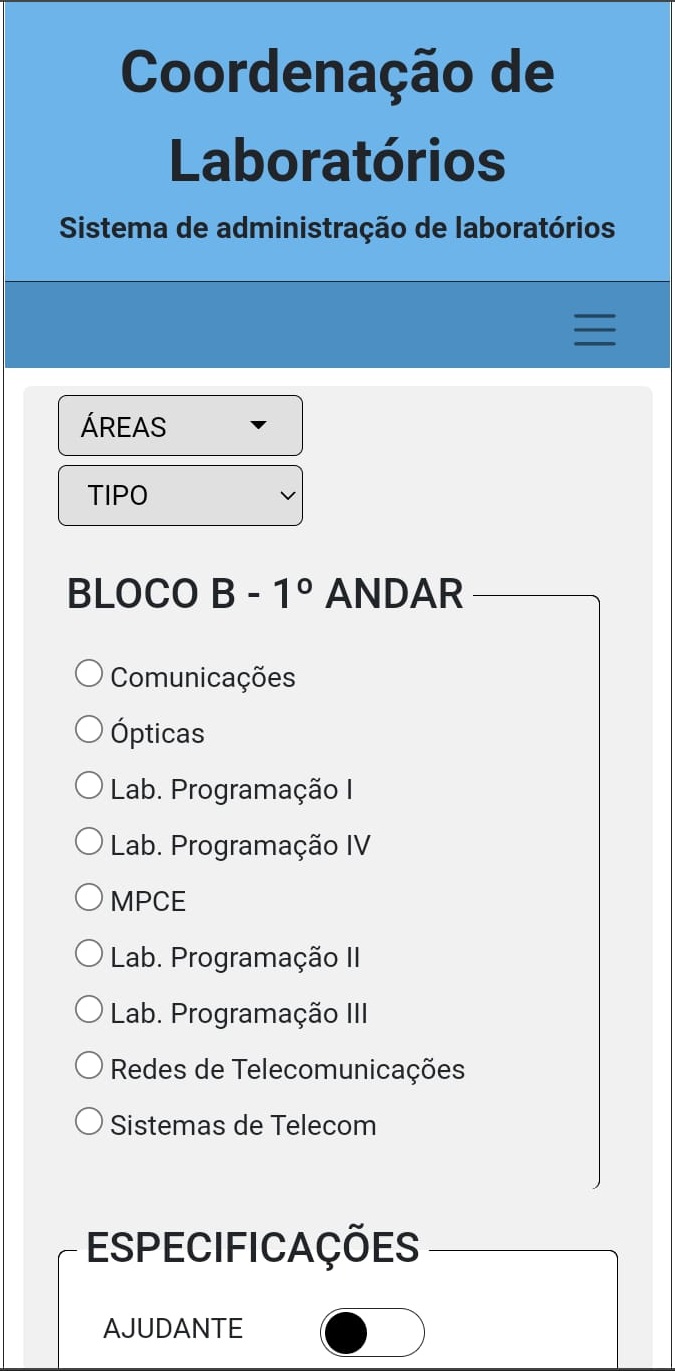 Coordenação de
Laboratórios
Sistema de administração de laboratórios
ÁREAS
TIPO
BLOCO B - 1º ANDAR
Comunicações
Ópticas
Lab. Programação I
Lab. Programação IV
MPCE
Lab. Programação II
Lab. Programação III
Redes de Telecomunicações
Sistemas de Telecom
ESPECIFICAÇÕES
AJUDANTE